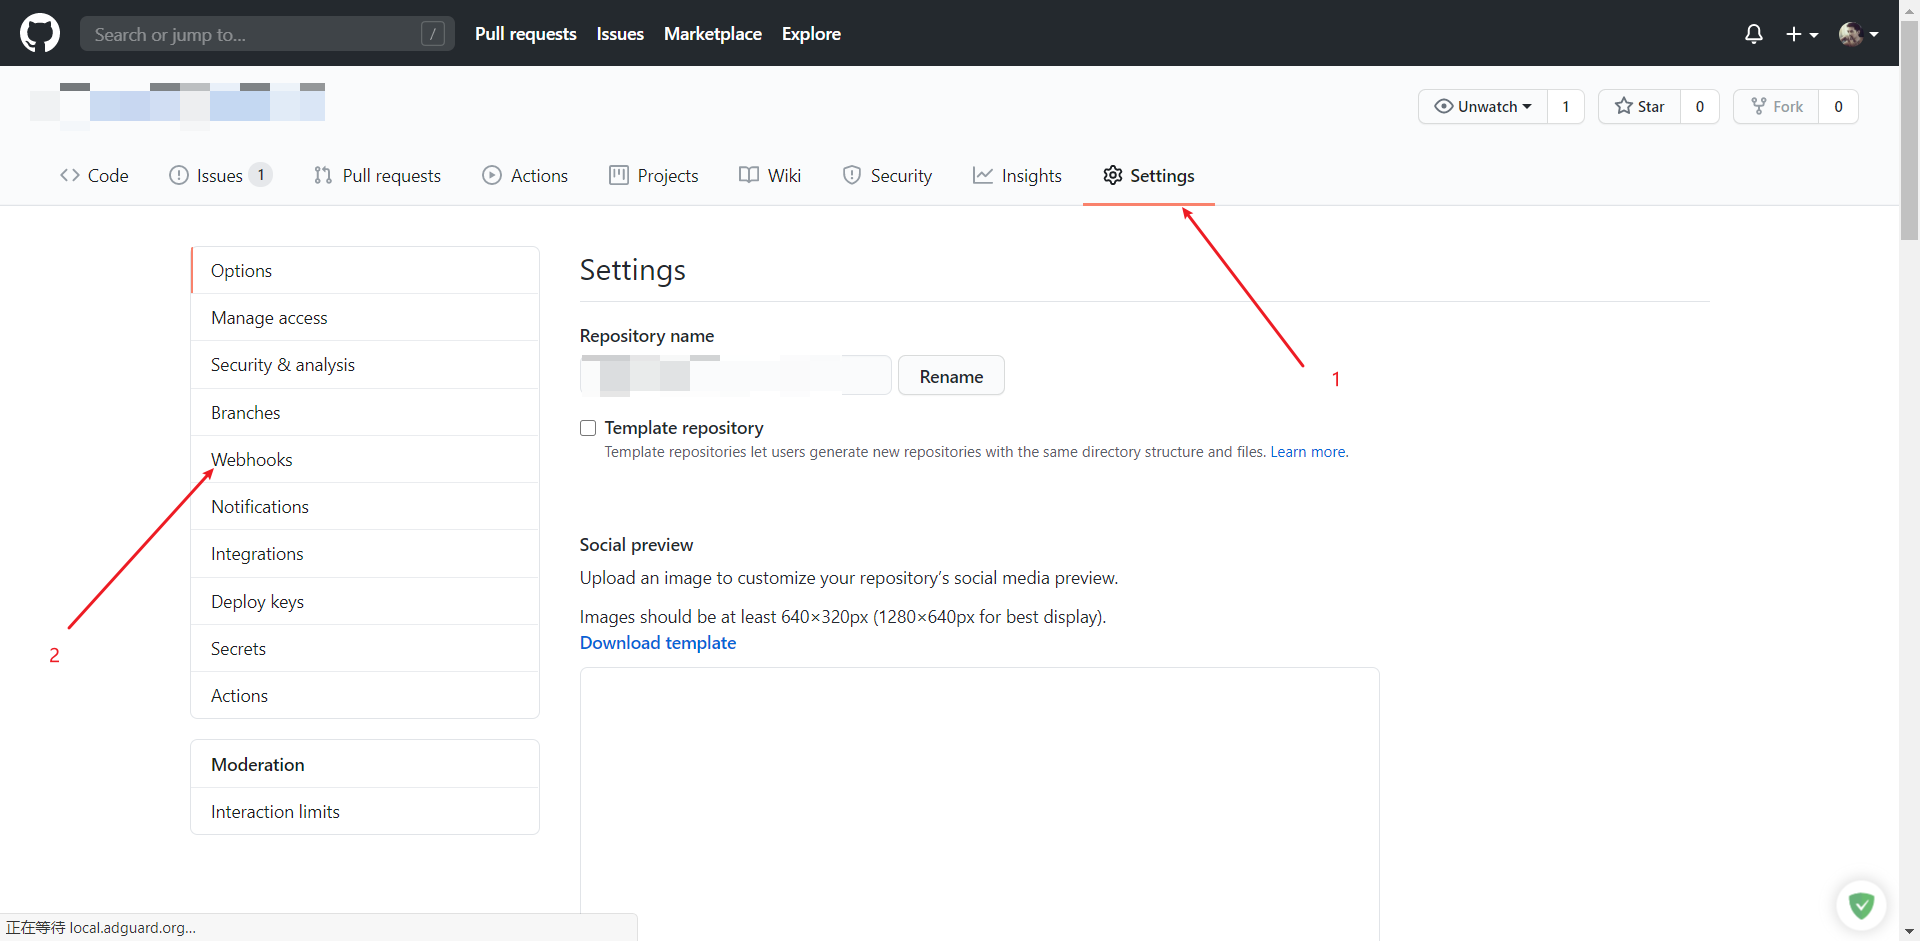 Search or jump to... / Pull requests Issues Marketplace Explore
Unwatch 1 Star 0 Fork 0
Code Issues 1 Pull requests Actions Projects Wiki Security Insights Settings
1
Options
Manage access
Security & analysis
Branches
Webhooks
Notifications
Integrations
Deploy keys
Secrets
Actions
2
Moderation
Interaction limits
Settings
Repository name
Rename
Template repository
Template repositories let users generate new repositories with the same directory structure and files. Learn more.
Social preview
Upload an image to customize your repository’s social media preview.
Images should be at least 640×320px (1280×640px for best display).
Download template
正在等待 local.adguard.org...